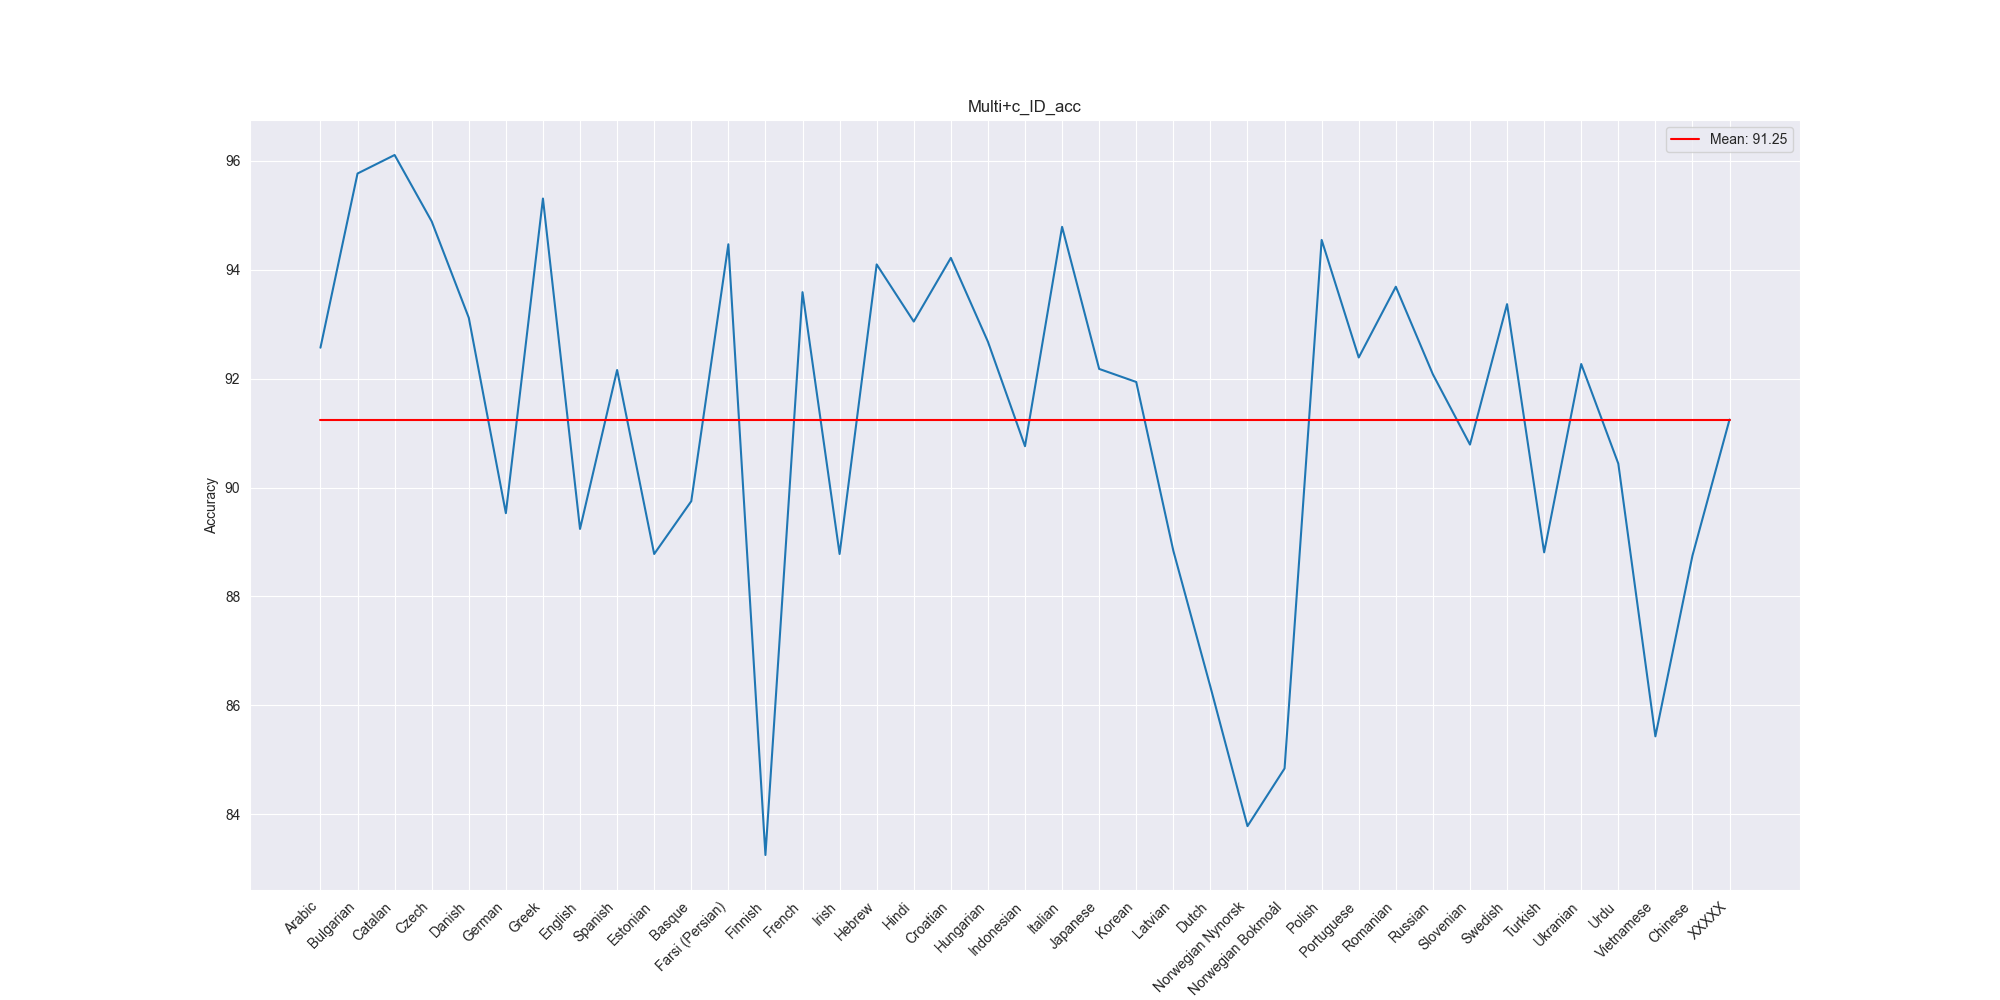 Multi+c_ID_acc
Mean: 91.25
Accuracy
96
94
92
90
88
86
84
Arabic
Bulgarian
Catalan
Czech
Danish
German
Greek
English
Spanish
Estonian
Basque
Farsi (Persian)
Finnish
French
Irish
Hebrew
Hindi
Croatian
Hungarian
Indonesian
Italian
Japanese
Korean
Latvian
Dutch
Norwegian Nynorsk
Norwegian Bokmoål
Polish
Portuguese
Romanian
Russian
Slovenian
Swedish
Turkish
Ukranian
Urdu
Vietnamese
Chinese
XXXXX